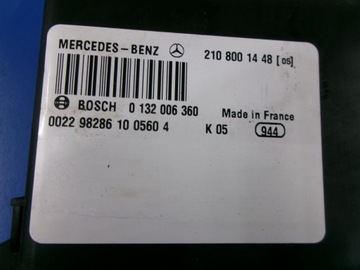 MERCEDES-BENZ 210 800 14 48 [05]
BOSCH 0 132 006 360 Made in France
0022 98286 10 0560 4 K 05 944